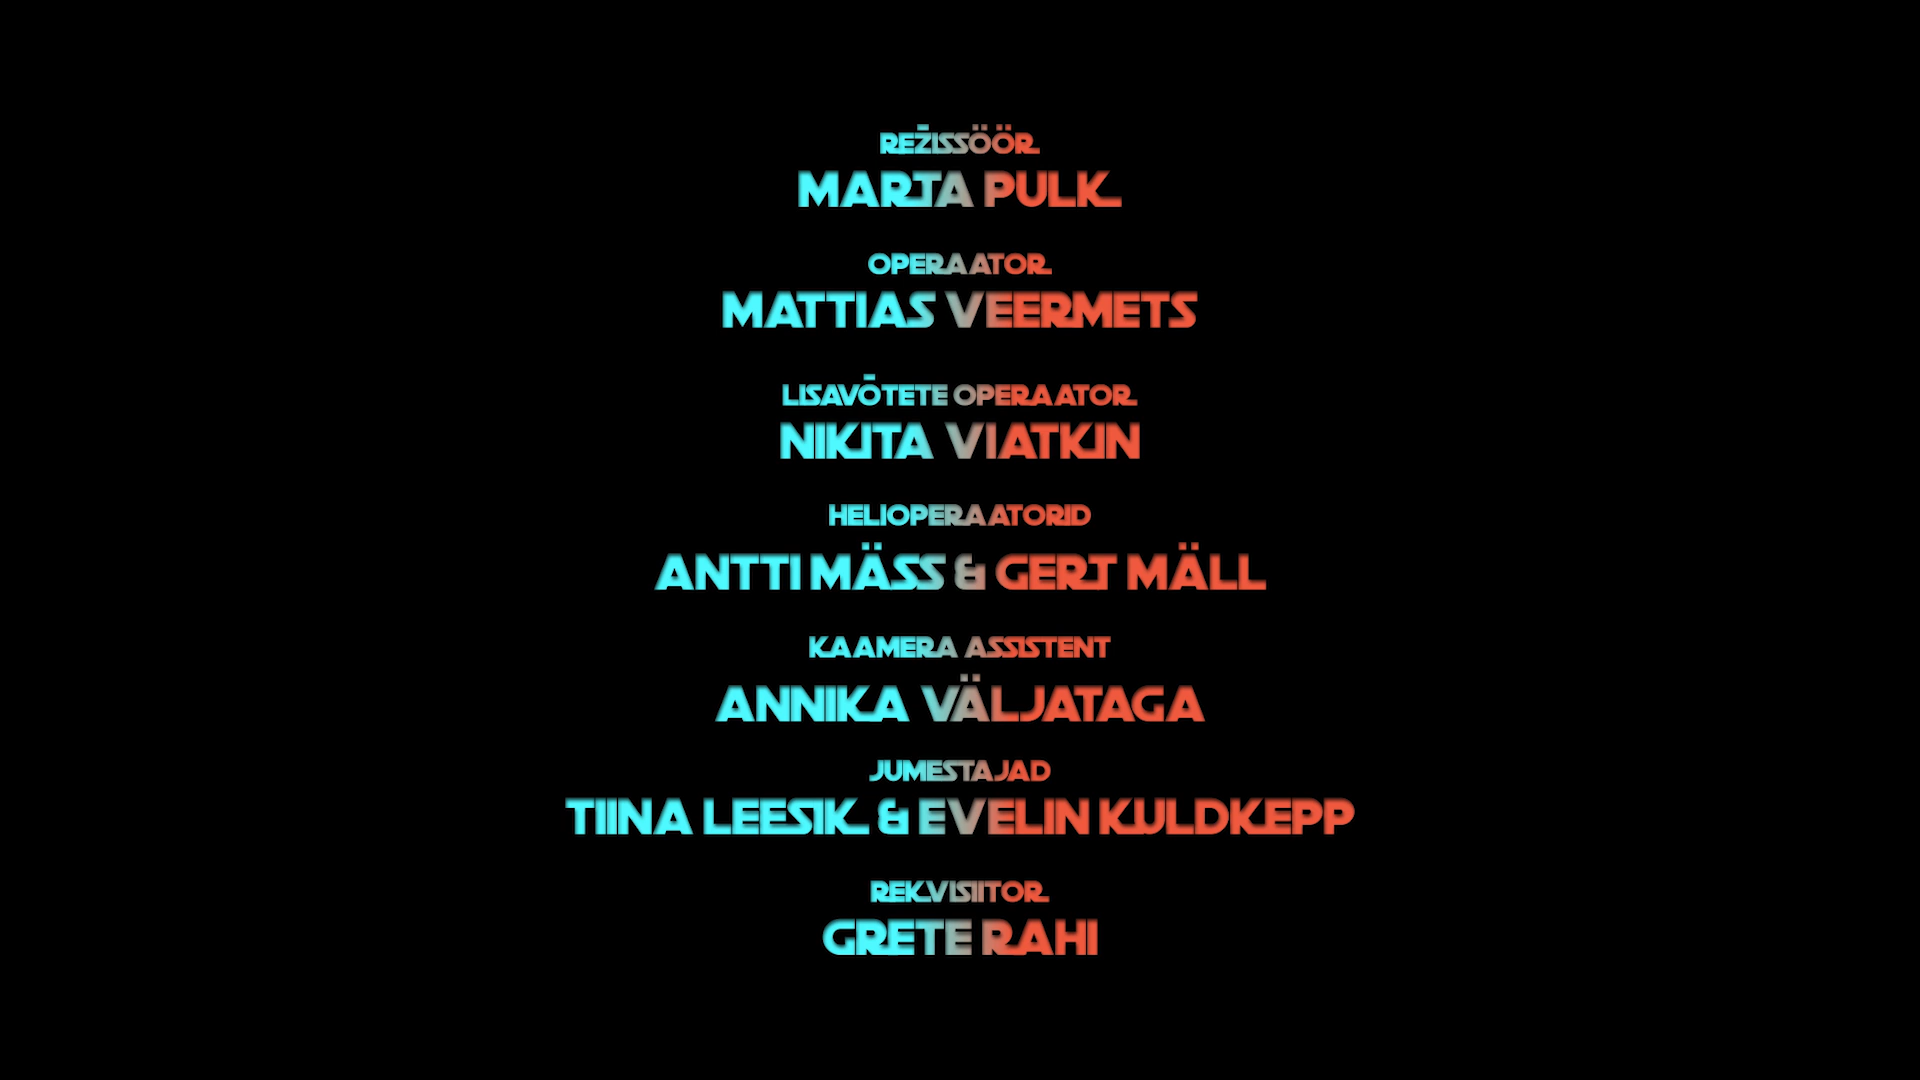 REŽISSÖÖR
MARTA PULK
OPERAATOR
MATTIAS VEERMETS
LISAVÕTETE OPERAATOR
NIKITA VIATKIN
HELIOPERAATORID
ANTTI MÄSS & GERT MÄLL
KAAMERA ASSISTENT
ANNIKA VÄLJATAGA
JUMESTAJAD
TIINA LEESIK & EVELIN KULDKEPP
REKVISIITOR
GRETE RAHI